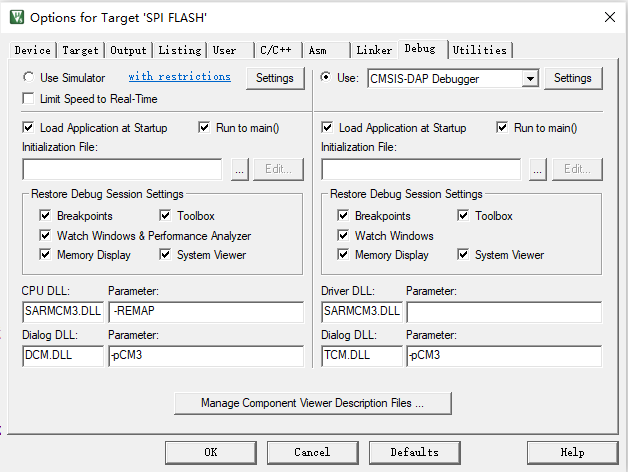 Options for Target 'SPI FLASH'
Device Target Output Listing User C/C++ Asm Linker Debug Utilities
Use Simulator with restrictions Settings
Limit Speed to Real-Time
Use: CMSIS-DAP Debugger Settings
Load Application at Startup Run to main()
Initialization File:
... Edit...
Restore Debug Session Settings
Breakpoints Toolbox
Watch Windows & Performance Analyzer
Memory Display System Viewer
CPU DLL: Parameter:
SARMCM3.DLL -REMAP
Dialog DLL: Parameter:
DCM.DLL -pCM3
Load Application at Startup Run to main()
Initialization File:
... Edit...
Restore Debug Session Settings
Breakpoints Toolbox
Watch Windows
Memory Display System Viewer
Driver DLL: Parameter:
SARMCM3.DLL
Dialog DLL: Parameter:
TCM.DLL -pCM3
Manage Component Viewer Description Files ...
OK Cancel Defaults Help